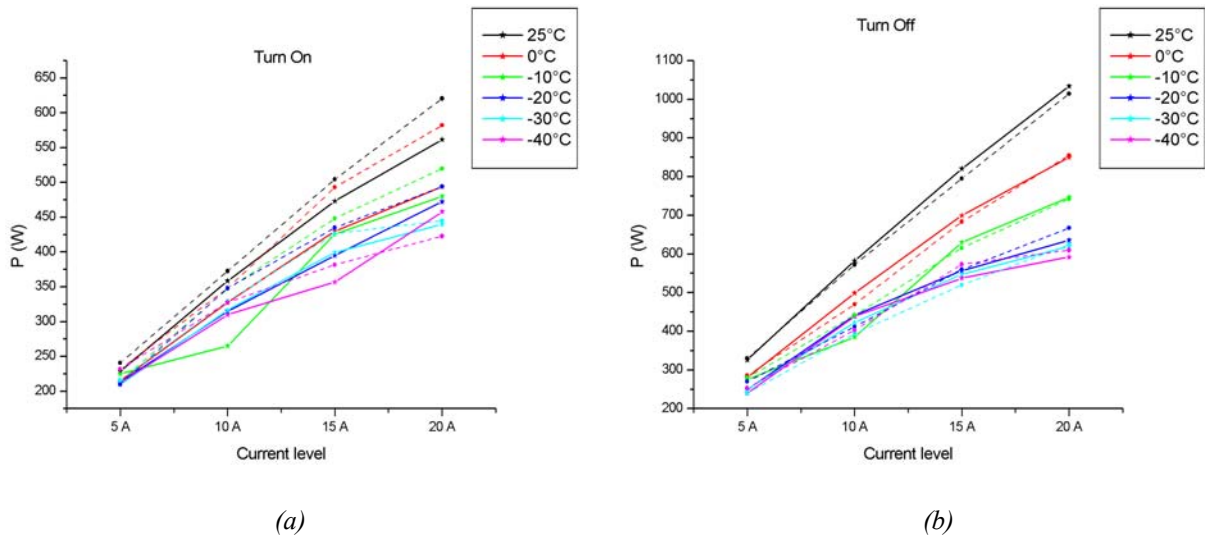 Turn On
25°C
0°C
-10°C
-20°C
-30°C
-40°C
650
600
550
500
450
400
350
300
250
200
P (W)
5 A 10 A 15 A 20 A
Current level
(a)
Turn Off
25°C
0°C
-10°C
-20°C
-30°C
-40°C
1100
1000
900
800
700
600
500
400
300
200
P (W)
5 A 10 A 15 A 20 A
Current level
(b)